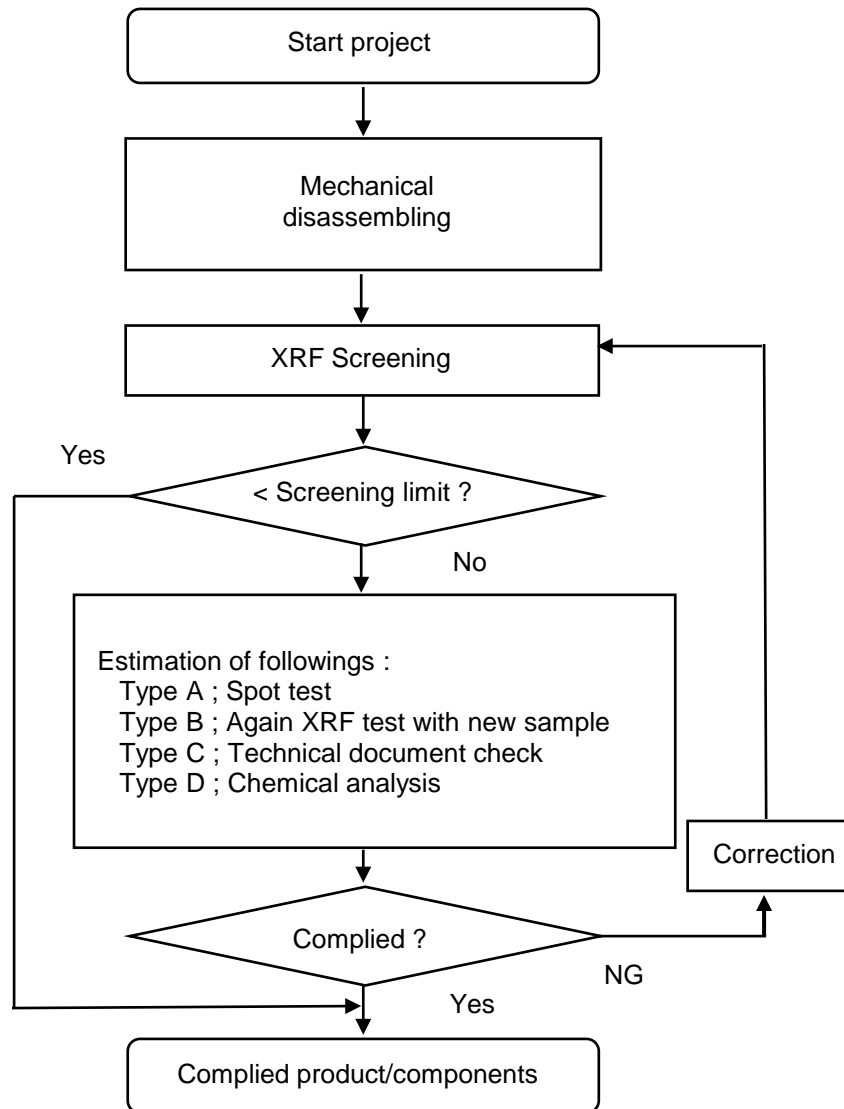 Start project
Mechanical
disassembling
XRF Screening
Yes
< Screening limit ?
No
Estimation of followings :
Type A ; Spot test
Type B ; Again XRF test with new sample
Type C ; Technical document check
Type D ; Chemical analysis
Correction
Complied ?
NG
Yes
Complied product/components